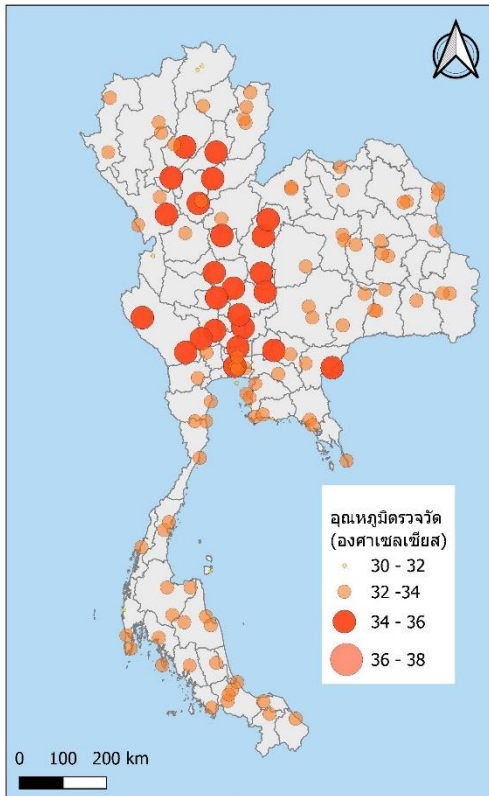 อุณหภูมิตรวจวัด
(องศาเซลเซียส)
30 - 32
32 -34
34 - 36
36 - 38
0 100 200 km